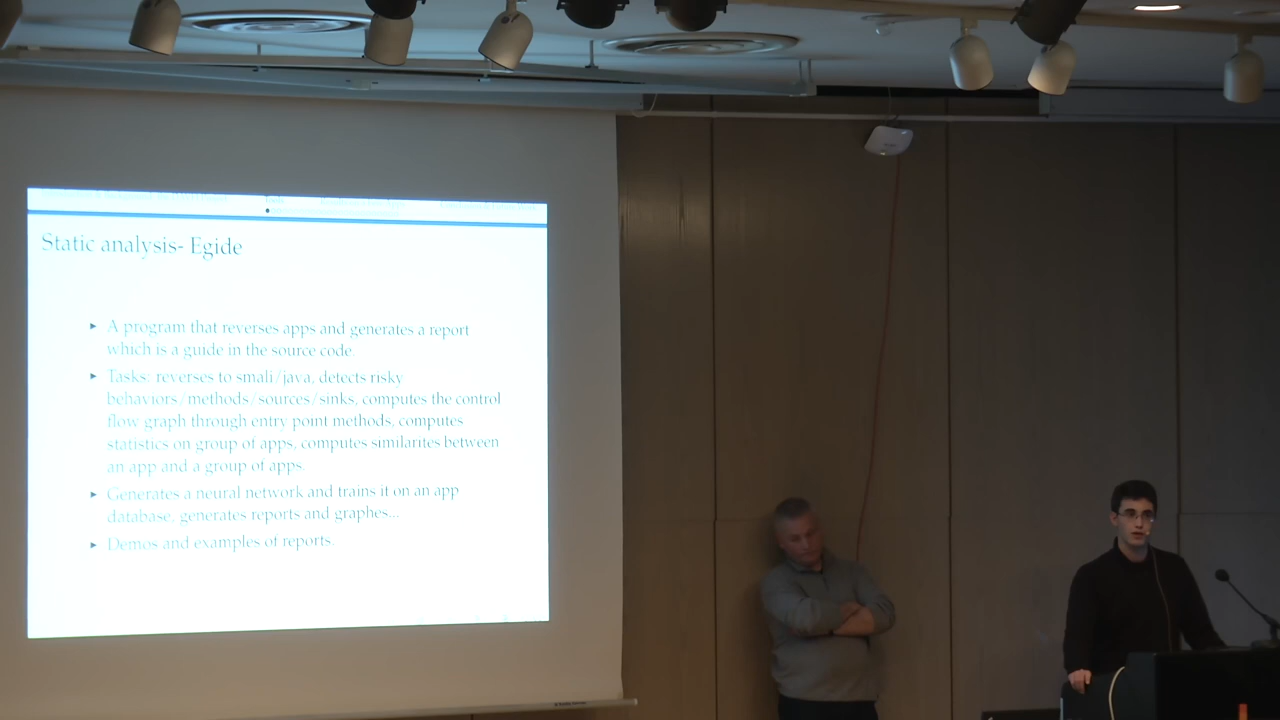 Static analysis- Egide
▸ A program that reverses apps and generates a report
which is a guide in the source code.
▸ Tasks: reverses to smali/java, detects risky
behaviors/methods/sources/sinks, computes the control
flow graph through entry point methods, computes
statistics on group of apps, computes similarites between
an app and a group of apps.
▸ Generates a neural network and trains it on an app
database, generates reports and graphes...
▸ Demos and examples of reports.